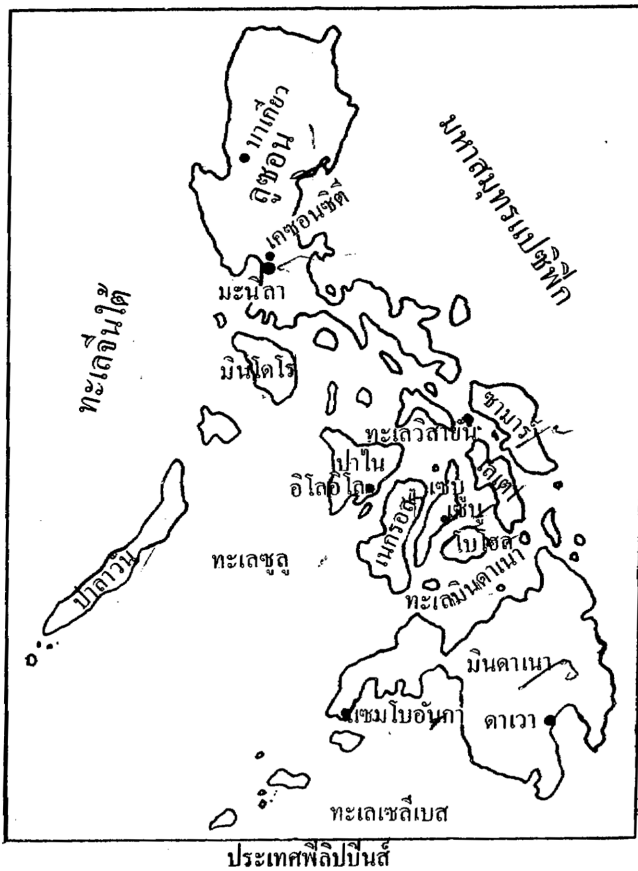 บาเกียว
ลูซอน
มหาสมุทรแปซิฟิก
เคซอนซิตี
มะนิลา
ทะเลจีนใต้
มินโดโร
ซามาร์
ทะเลวิสายัน
ปาไน
เลเต
อิโลอิโล
เซบู
เซบู
เนกรอส
โบโฮล
ทะเลซูลู
ปาลาวัน
ทะเลมินดาเนา
มินดาเนา
แซมโบอันกา
ดาเวา
ทะเลเซลีเบส
ประเทศฟิลิปปินส์